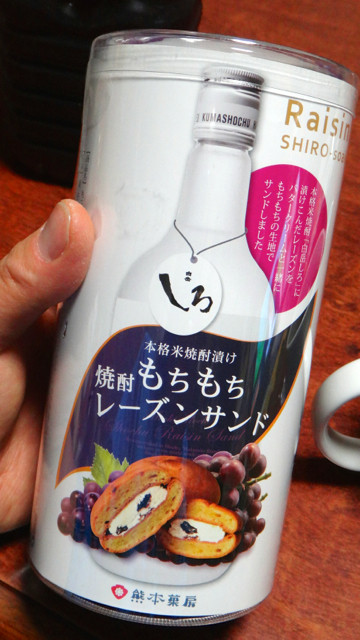 KUMASHOCHU
Raisin
SHIRO-soa
本格米焼酎「白岳しろ」に
漬けこんだレーズンを
バタークリームと一緒に
もちもちの生地で
サンドしました
しろ
本格米焼酎漬け
焼酎もちもち
レーズンサンド
Raisin Sand
熊本菓房